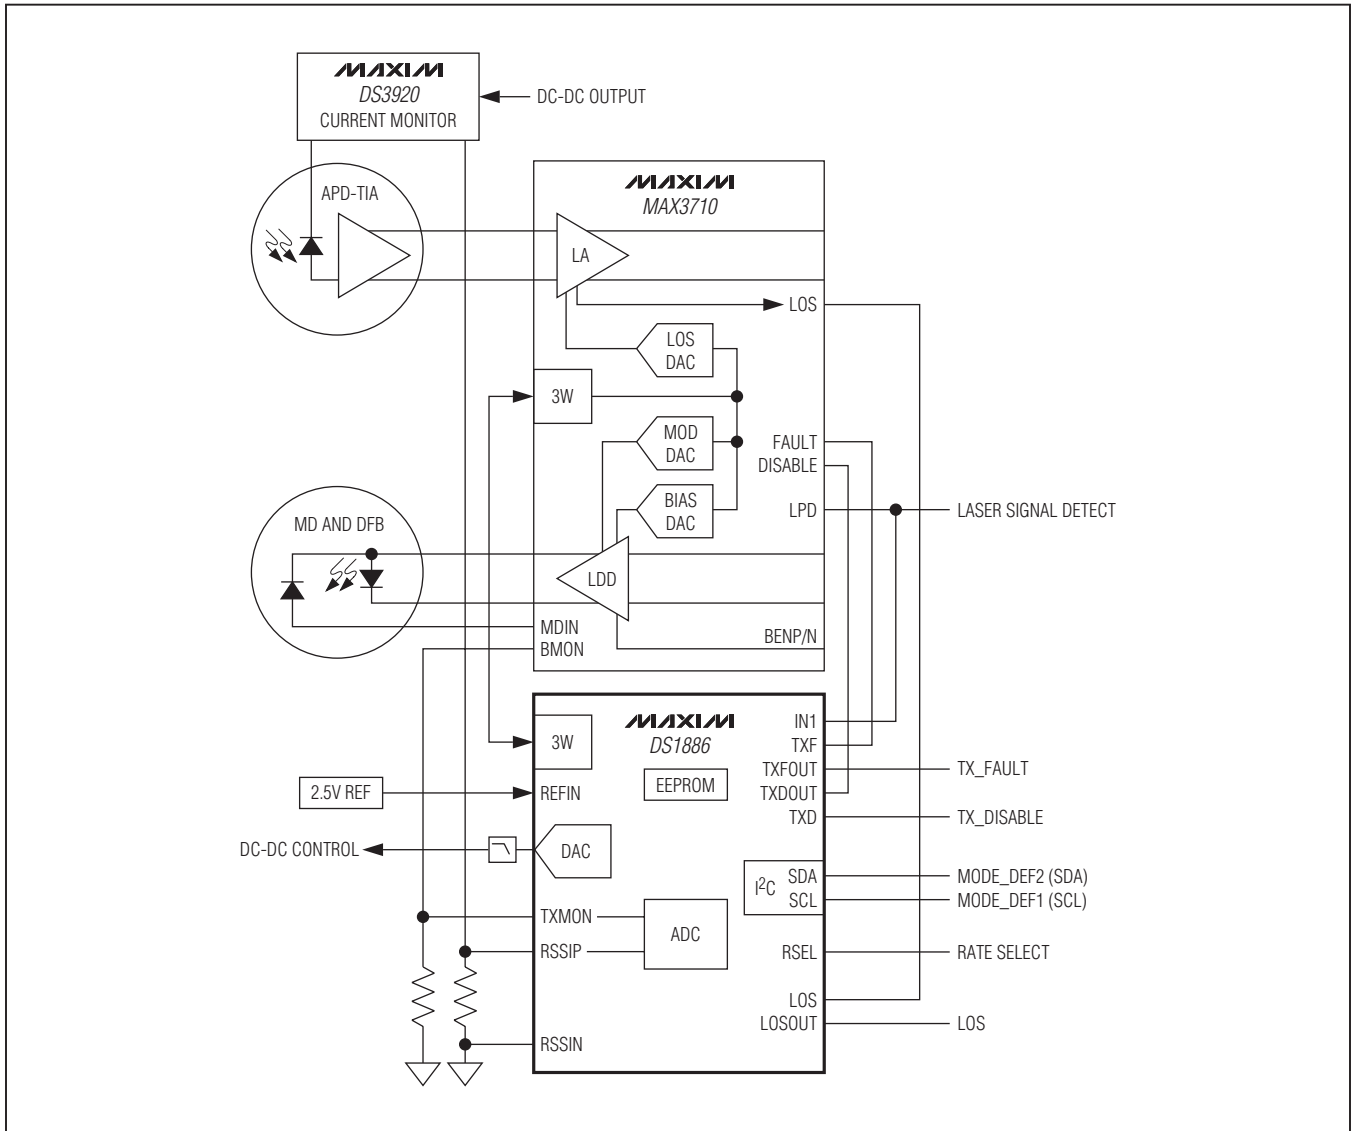 MAXIM
DS3920
CURRENT MONITOR
DC-DC OUTPUT
APD-TIA
MAXIM
MAX3710
LA
LOS
LOS
DAC
3W
MOD
DAC
FAULT
DISABLE
BIAS
DAC
LPD
LASER SIGNAL DETECT
MD AND DFB
LDD
MDIN
BMON
BENP/N
MAXIM
DS1886
3W
EEPROM
IN1
TXF
TXFOUT
TX_FAULT
2.5V REF
REFIN
TXDOUT
TXD
TX_DISABLE
DC-DC CONTROL
DAC
I²C
SDA
MODE_DEF2 (SDA)
SCL
MODE_DEF1 (SCL)
TXMON
ADC
RSSIP
RSEL
RATE SELECT
LOS
LOSOUT
LOS
RSSIN